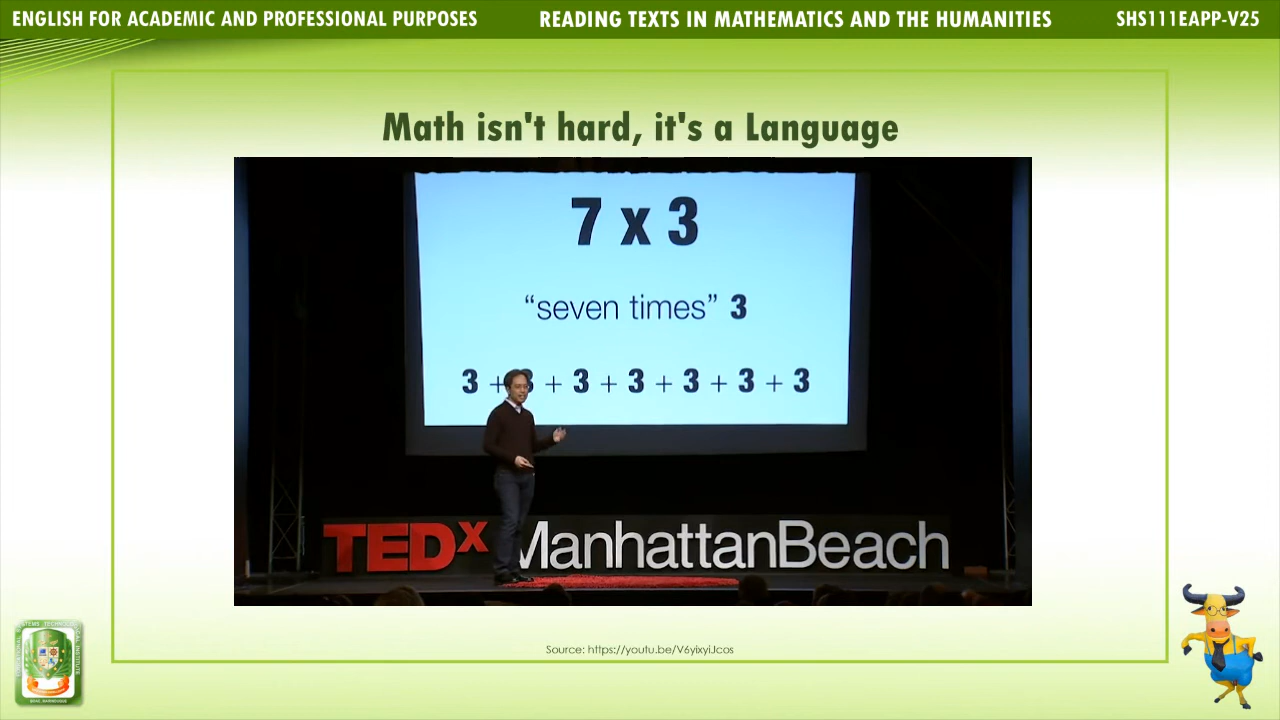 ENGLISH FOR ACADEMIC AND PROFESSIONAL PURPOSES
READING TEXTS IN MATHEMATICS AND THE HUMANITIES
SHS111EAPP-V25
Math isn't hard, it's a Language
7 x 3
“seven times” 3
3 + 3 + 3 + 3 + 3 + 3 + 3
TEDx ManhattanBeach
Source: https://youtu.be/V6yixyiJcos